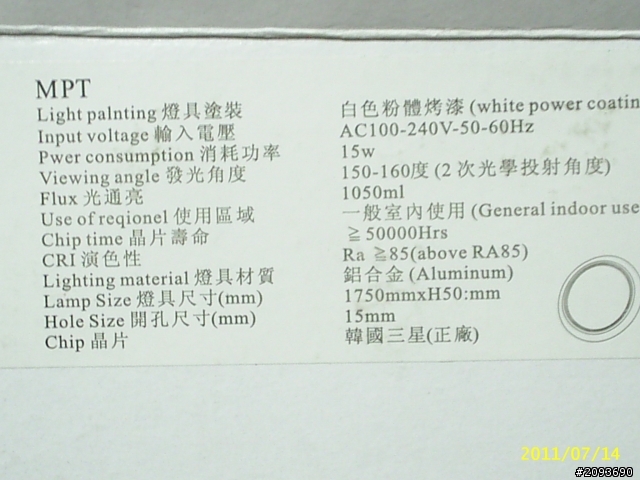 MPT
Light palnting 燈具塗裝 白色粉體烤漆 (white power coatin
Input voltage 輸入電壓 AC100-240V-50-60Hz
Pwer consumption 消耗功率 15w
Viewing angle 發光角度 150-160度 (2 次光學投射角度)
Flux 光通亮 1050ml
Use of reqionel 使用區域 一般室內使用 (General indoor use
Chip time 晶片壽命 ≧50000Hrs
CRI 演色性 Ra ≧85(above RA85)
Lighting material 燈具材質 鋁合金 (Aluminum)
Lamp Size 燈具尺寸(mm) 1750mmxH50:mm
Hole Size 開孔尺寸(mm) 15mm
Chip 晶片 韓國三星(正廠)
2011/07/14
#2093690